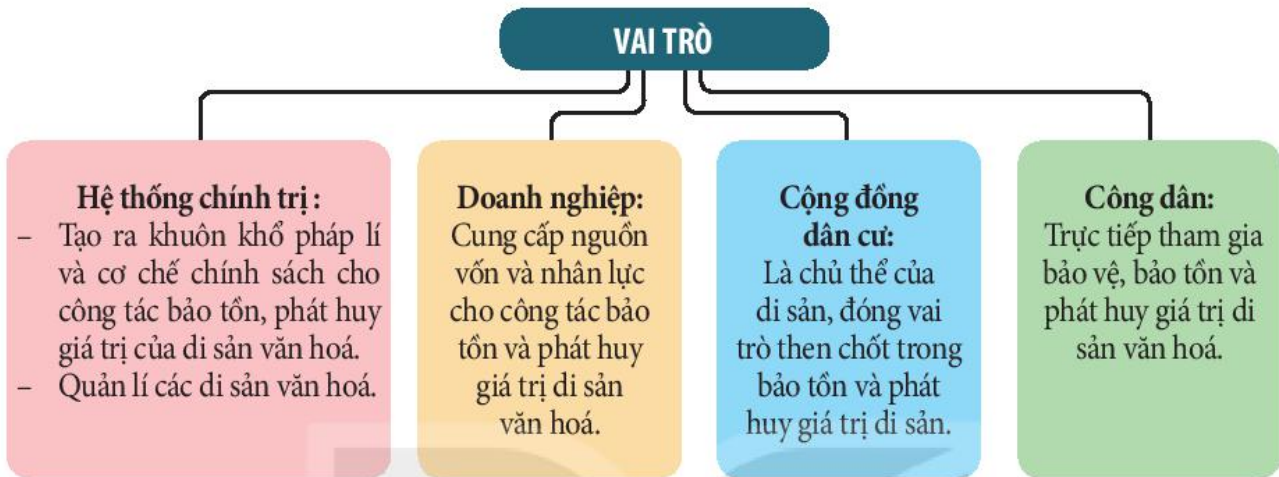 VAI TRÒ
Hệ thống chính trị :
– Tạo ra khuôn khổ pháp lí
và cơ chế chính sách cho
công tác bảo tồn, phát huy
giá trị của di sản văn hoá.
– Quản lí các di sản văn hoá.
Doanh nghiệp:
Cung cấp nguồn
vốn và nhân lực
cho công tác bảo
tồn và phát huy
giá trị di sản
văn hoá.
Cộng đồng
dân cư:
Là chủ thể của
di sản, đóng vai
trò then chốt trong
bảo tồn và phát
huy giá trị di sản.
Công dân:
Trực tiếp tham gia
bảo vệ, bảo tồn và
phát huy giá trị di
sản văn hoá.